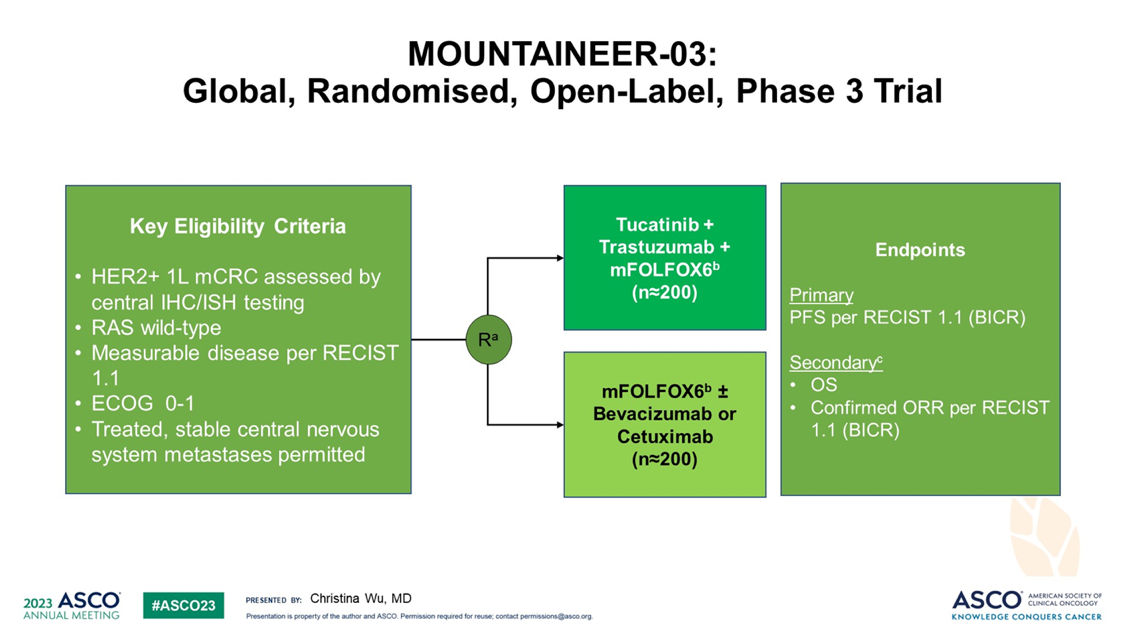 MOUNTAINEER-03:
Global, Randomised, Open-Label, Phase 3 Trial
Key Eligibility Criteria
• HER2+ 1L mCRC assessed by
central IHC/ISH testing
• RAS wild-type
• Measurable disease per RECIST
1.1
• ECOG 0-1
• Treated, stable central nervous
system metastases permitted
Rᵃ
Tucatinib +
Trastuzumab +
mFOLFOX6ᵇ
(n≈200)
mFOLFOX6ᵇ ±
Bevacizumab or
Cetuximab
(n≈200)
Endpoints
Primary
PFS per RECIST 1.1 (BICR)
Secondaryᶜ
• OS
• Confirmed ORR per RECIST
1.1 (BICR)
2023 ASCO
ANNUAL MEETING
#ASCO23
PRESENTED BY: Christina Wu, MD
Presentation is property of the author and ASCO. Permission required for reuse; contact permissions@asco.org.
ASCO AMERICAN SOCIETY OF
CLINICAL ONCOLOGY
KNOWLEDGE CONQUERS CANCER